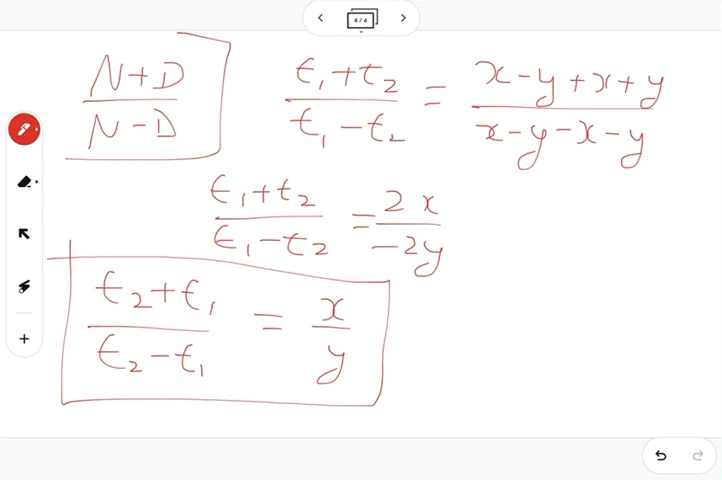 4/4
N+D / N-D
t₁+t₂ / t₁-t₂ = x-y+x+y / x-y-x-y
t₁+t₂ / t₁-t₂ = 2x / -2y
t₂+t₁ / t₂-t₁ = x / y